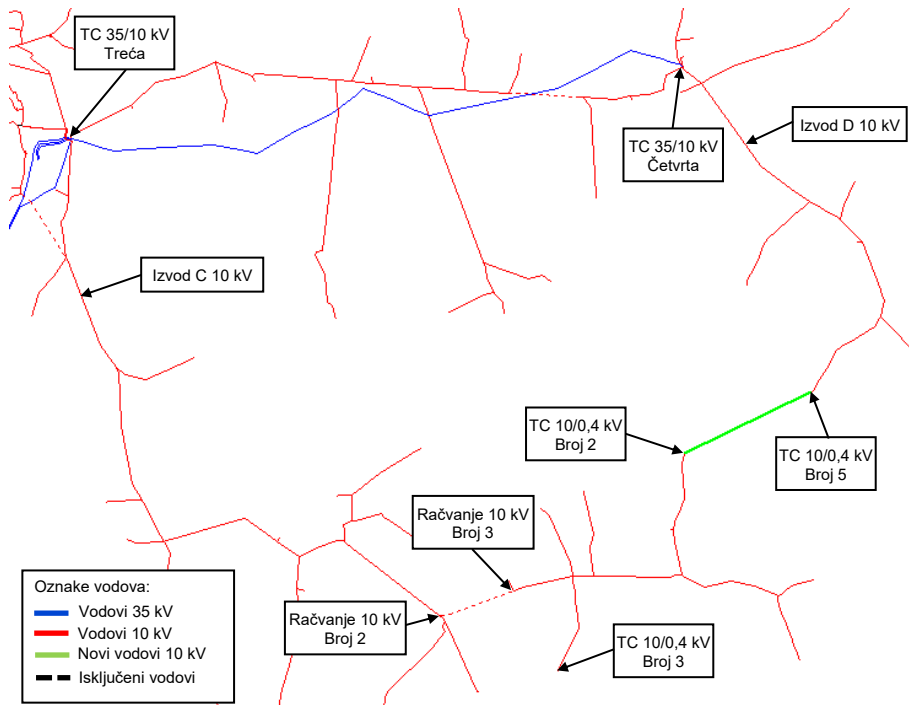 TC 35/10 kV
Treća
Izvod D 10 kV
TC 35/10 kV
Četvrta
Izvod C 10 kV
TC 10/0,4 kV
Broj 2
TC 10/0,4 kV
Broj 5
Račvanje 10 kV
Broj 3
Račvanje 10 kV
Broj 2
TC 10/0,4 kV
Broj 3
Oznake vodova:
Vodovi 35 kV
Vodovi 10 kV
Novi vodovi 10 kV
Isključeni vodovi